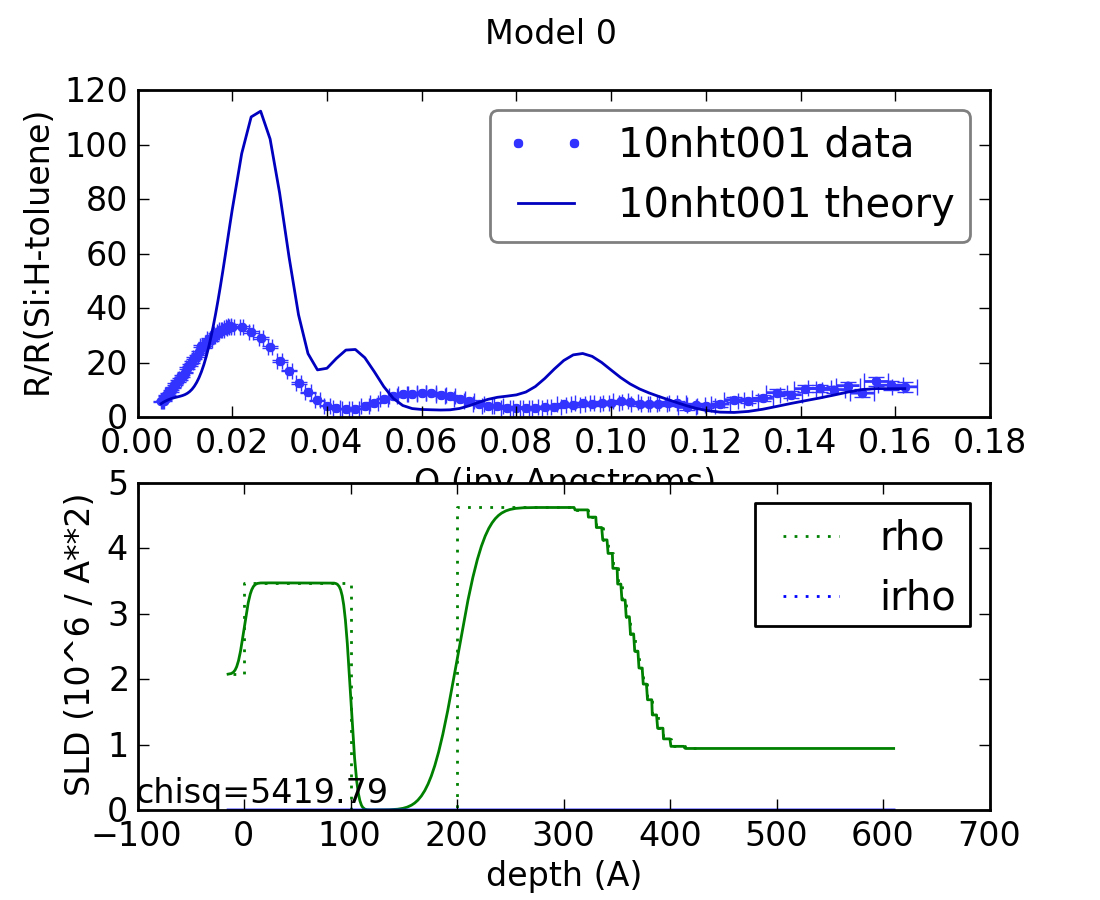 Model 0
R/R(Si:H-toluene)
120
100
80
60
40
20
0
10nht001 data
10nht001 theory
0.00 0.02 0.04 0.06 0.08 0.10 0.12 0.14 0.16 0.18
Q (inv Angstroms)
SLD (10^6 / A**2)
5
4
3
2
1
0
rho
irho
chisq=5419.79
−100 0 100 200 300 400 500 600 700
depth (A)